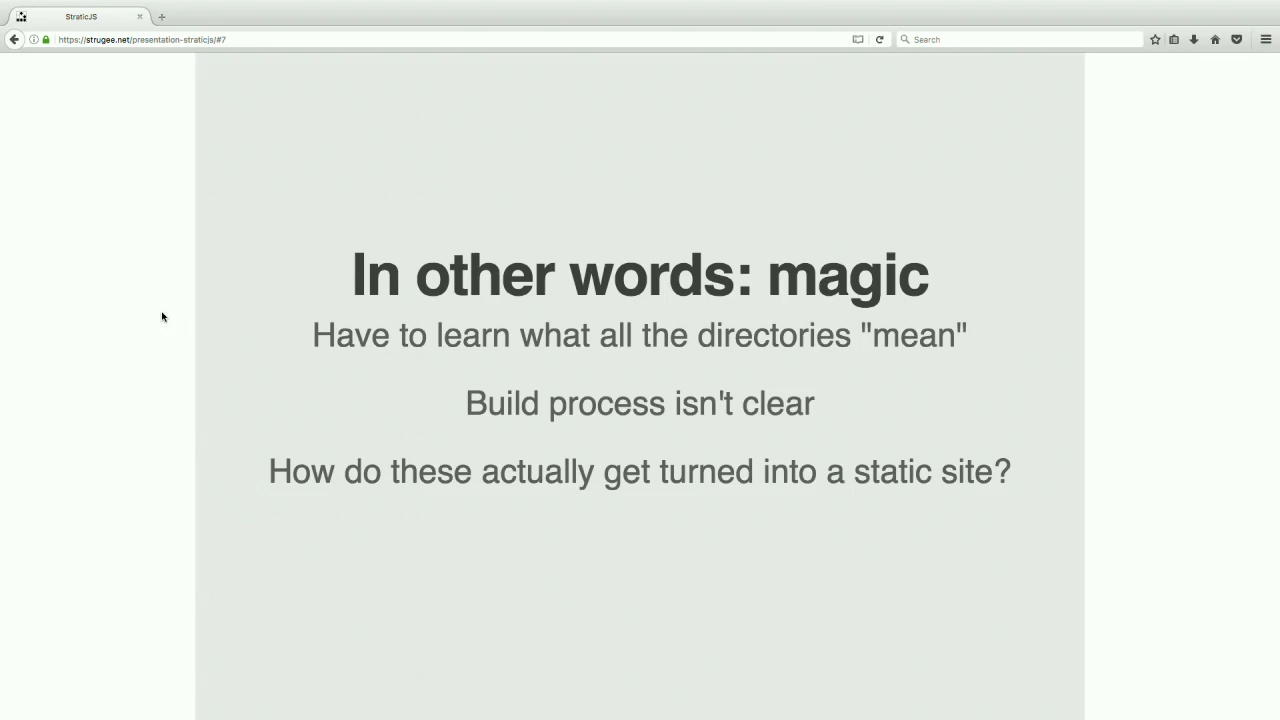 StraticJS
https://strugee.net/presentation-straticjs/#7
Search
In other words: magic
Have to learn what all the directories "mean"
Build process isn't clear
How do these actually get turned into a static site?